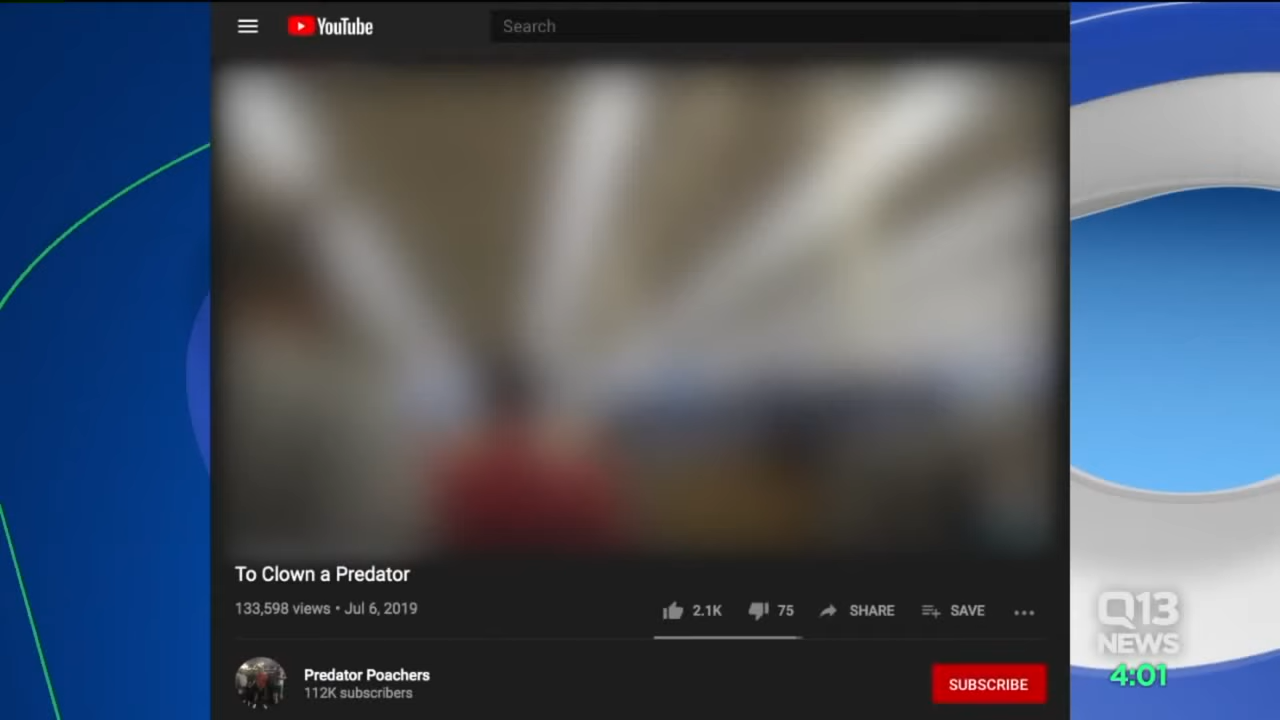 YouTube
Search
To Clown a Predator
133,598 views • Jul 6, 2019
2.1K 75 SHARE SAVE
Predator Poachers
112K subscribers
SUBSCRIBE
Q13
NEWS
4:01